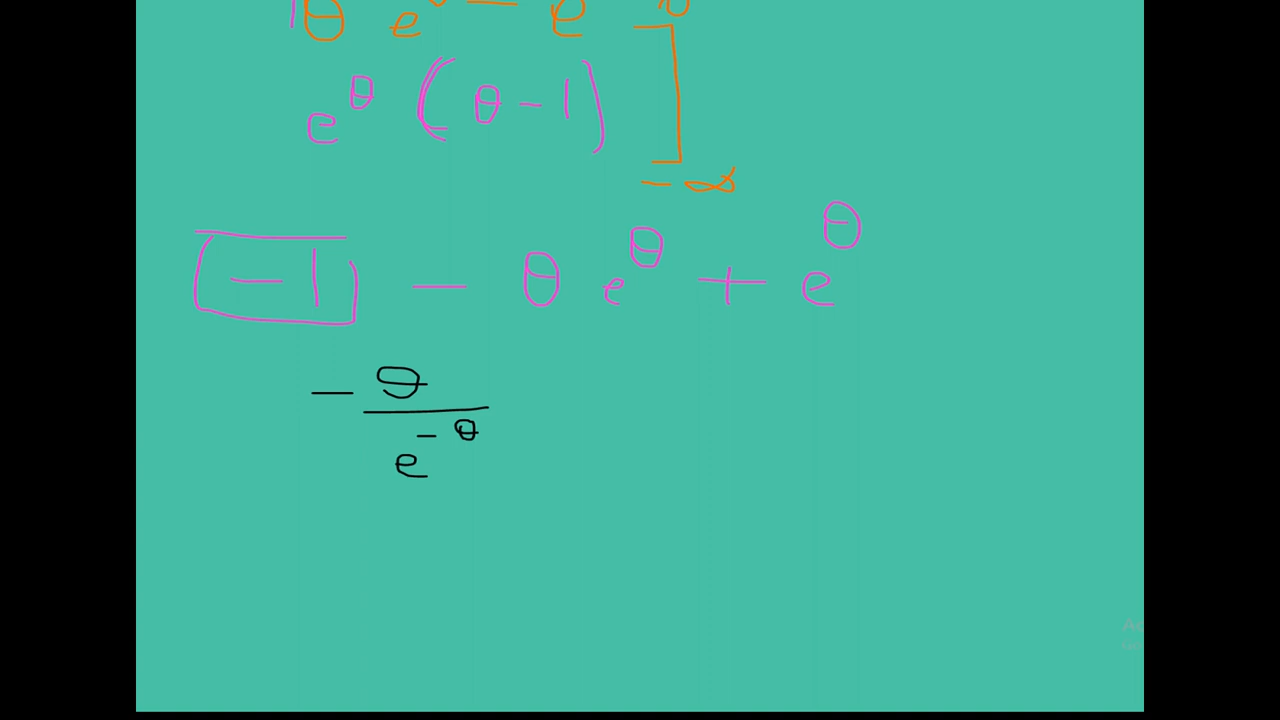 θ e − e
e^θ (θ − 1) ]
− ∞
−1 − θ e^θ + e^θ
− θ
e^−θ